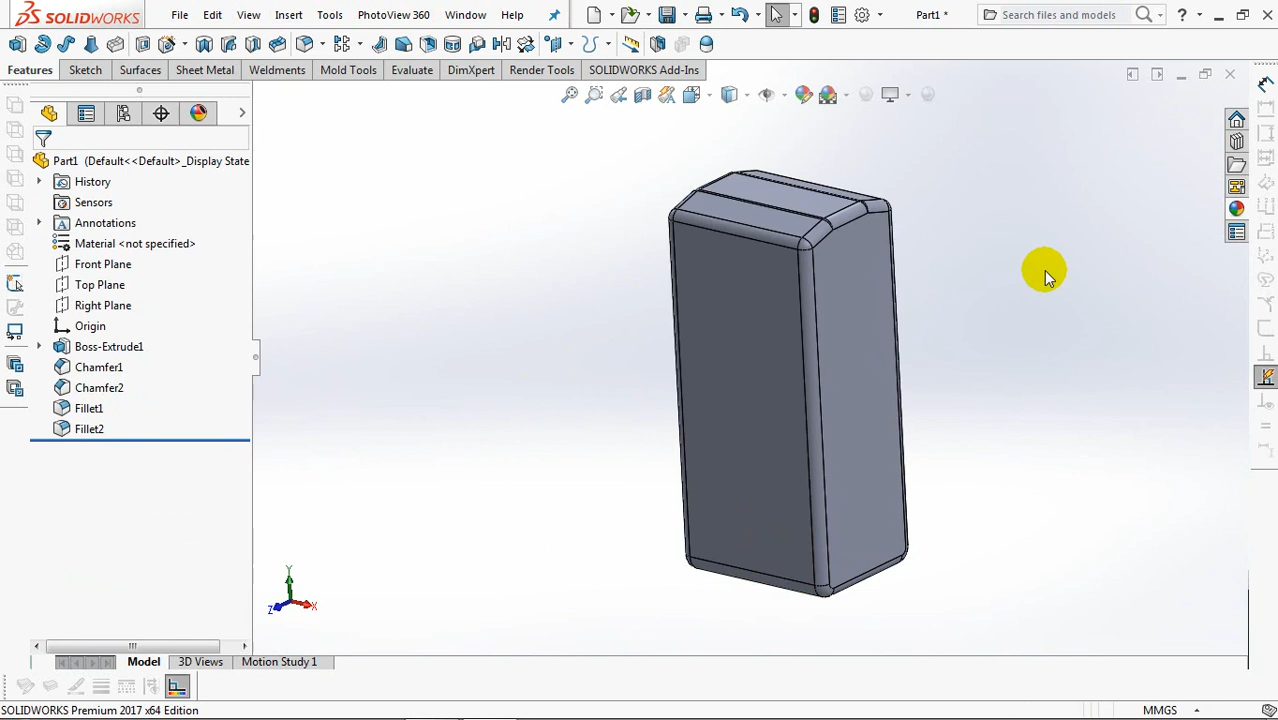 SOLIDWORKS File Edit View Insert Tools PhotoView 360 Window Help Part1 * Search files and models ?
Features Sketch Surfaces Sheet Metal Weldments Mold Tools Evaluate DimXpert Render Tools SOLIDWORKS Add-Ins
Part1 (Default<<Default>_Display State
History
Sensors
Annotations
Material <not specified>
Front Plane
Top Plane
Right Plane
Origin
Boss-Extrude1
Chamfer1
Chamfer2
Fillet1
Fillet2
Y
Z
X
Model 3D Views Motion Study 1
SOLIDWORKS Premium 2017 x64 Edition MMGS